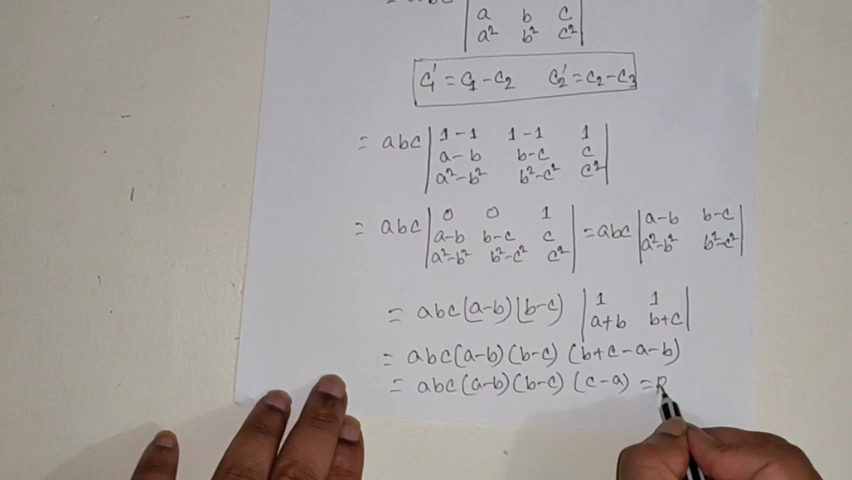 = abc | a b c |
| a² b² c² |
C₁' = C₁ - C₂ C₂' = C₂ - C₃
= abc | 1-1 1-1 1 |
| a-b b-c c |
| a²-b² b²-c² c² |
= abc | 0 0 1 | = abc | a-b b-c |
| a-b b-c c | | a²-b² b²-c² |
| a²-b² b²-c² c² |
= abc(a-b)(b-c) | 1 1 |
| a+b b+c |
= abc(a-b)(b-c) (b+c-a-b)
= abc(a-b)(b-c) (c-a) = R